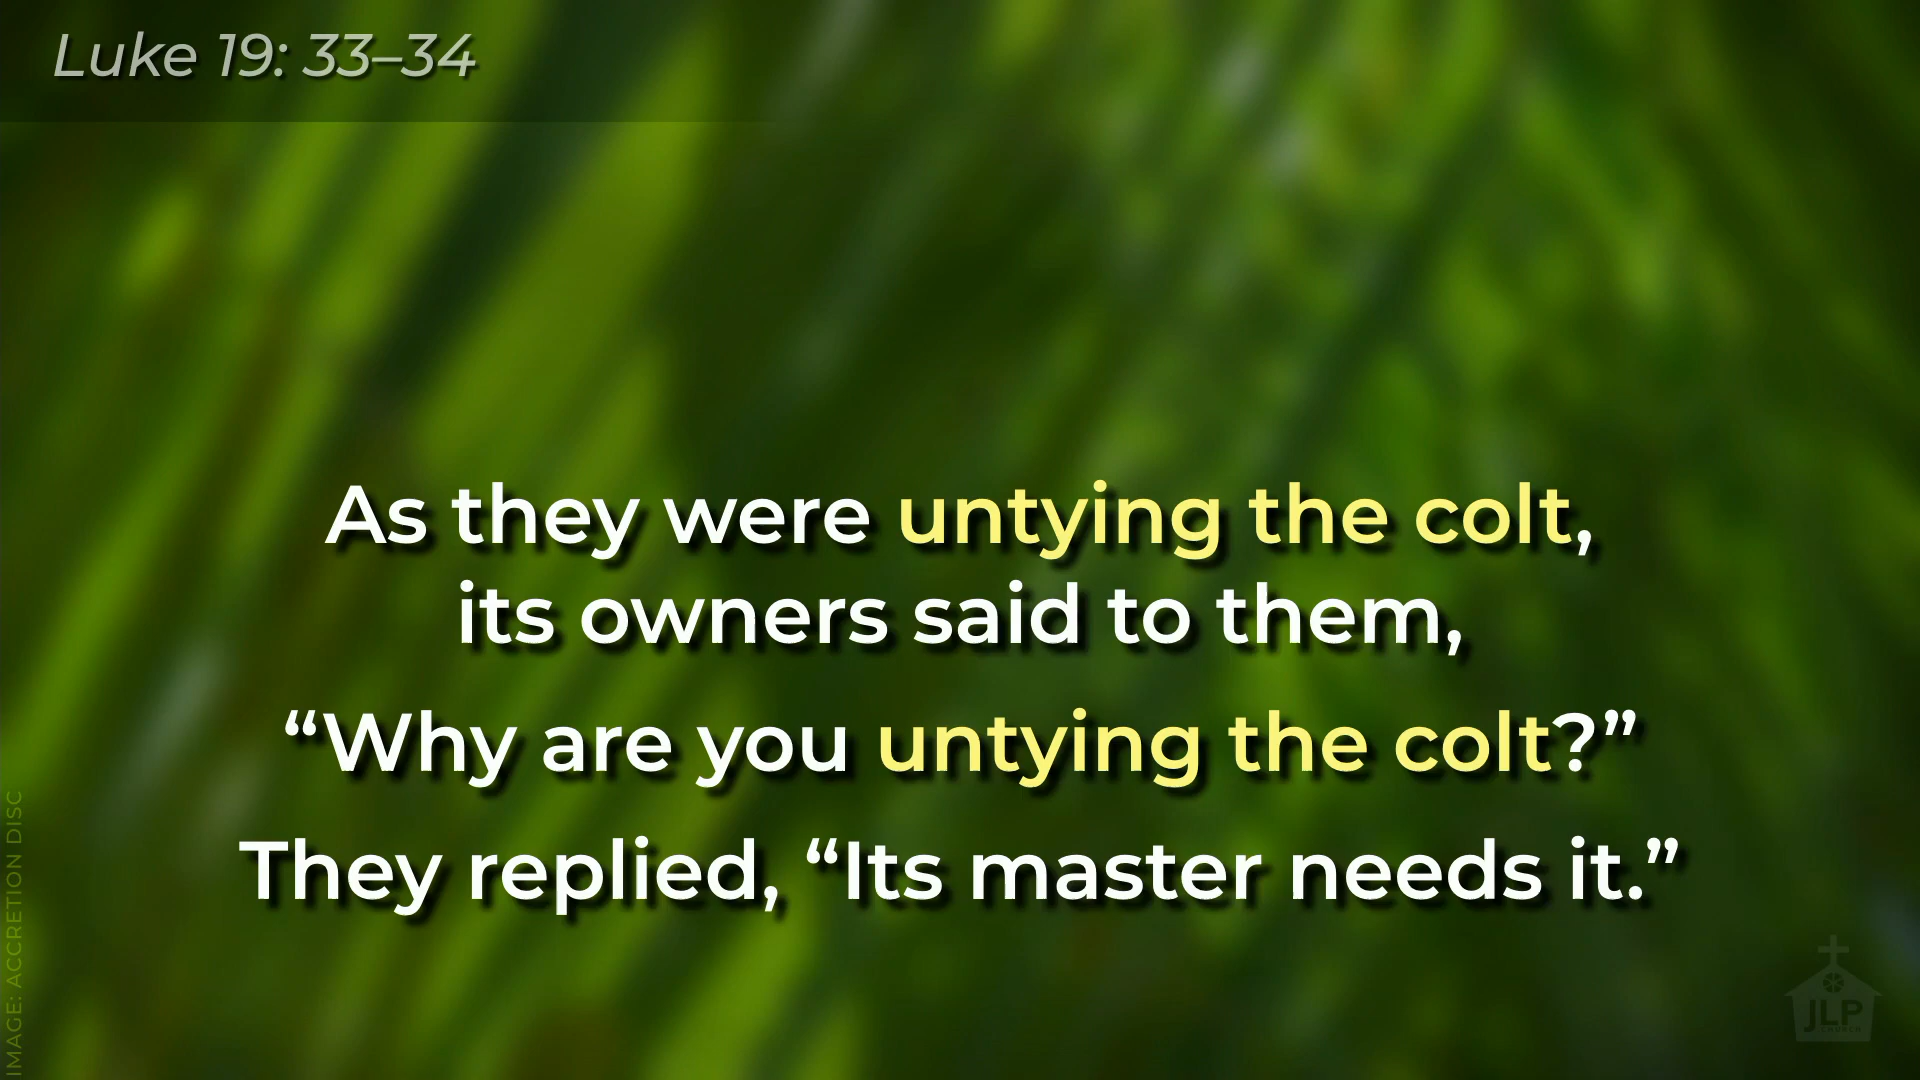 Luke 19: 33–34
As they were untying the colt,
its owners said to them,
“Why are you untying the colt?”
They replied, “Its master needs it.”
IMAGE: ACCRETION DISC
JLP
CHURCH